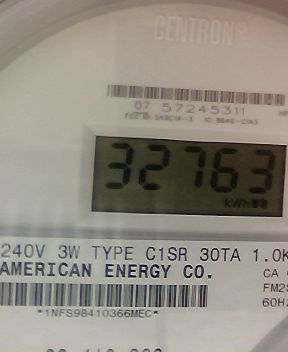 CENTRON®
07 57245311
32763
kWh
240V 3W TYPE C1SR 30TA 1.0K
AMERICAN ENERGY CO.
CA
FM2S
60HZ
*1NFS98410366MEC*